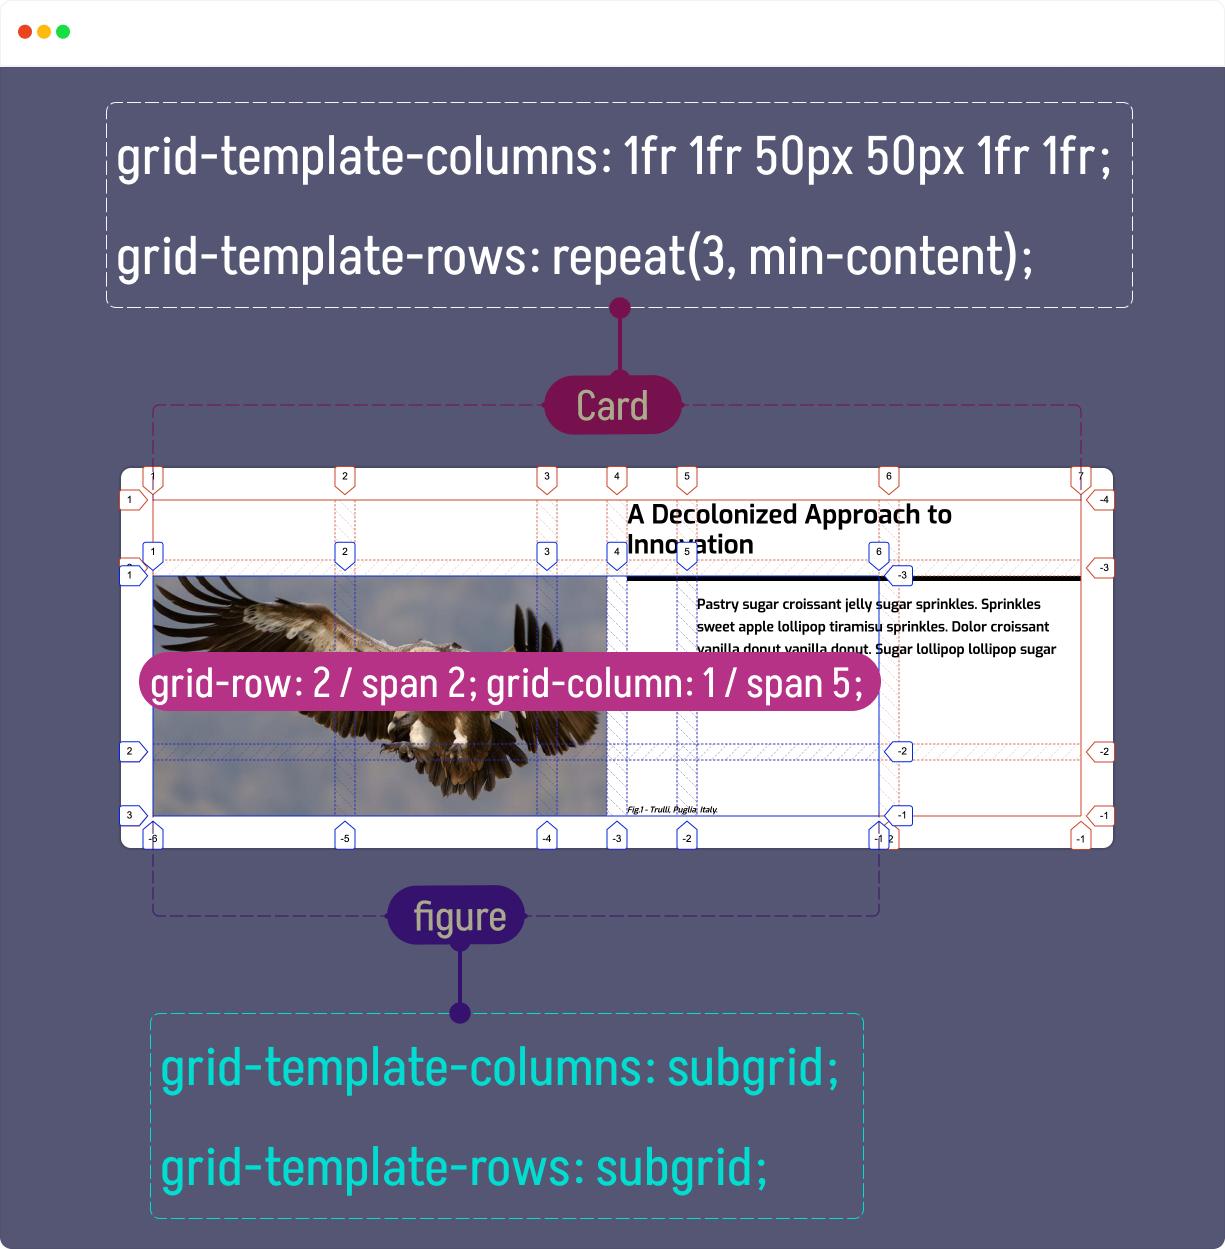 grid-template-columns: 1fr 1fr 50px 50px 1fr 1fr;
grid-template-rows: repeat(3, min-content);
Card
1 2 3 4 5 6 7
1 -4
A Decolonized Approach to
Innovation
1 2 3 4 5 6
-3
1 -3
Pastry sugar croissant jelly sugar sprinkles. Sprinkles
sweet apple lollipop tiramisu sprinkles. Dolor croissant
vanilla donut vanilla donut. Sugar lollipop lollipop sugar
grid-row: 2 / span 2; grid-column: 1 / span 5;
2 -2 -2
Fig.1 - Trulli, Puglia, Italy.
3 -1 -1
-6 -5 -4 -3 -2 -1 2 -1
figure
grid-template-columns: subgrid;
grid-template-rows: subgrid;